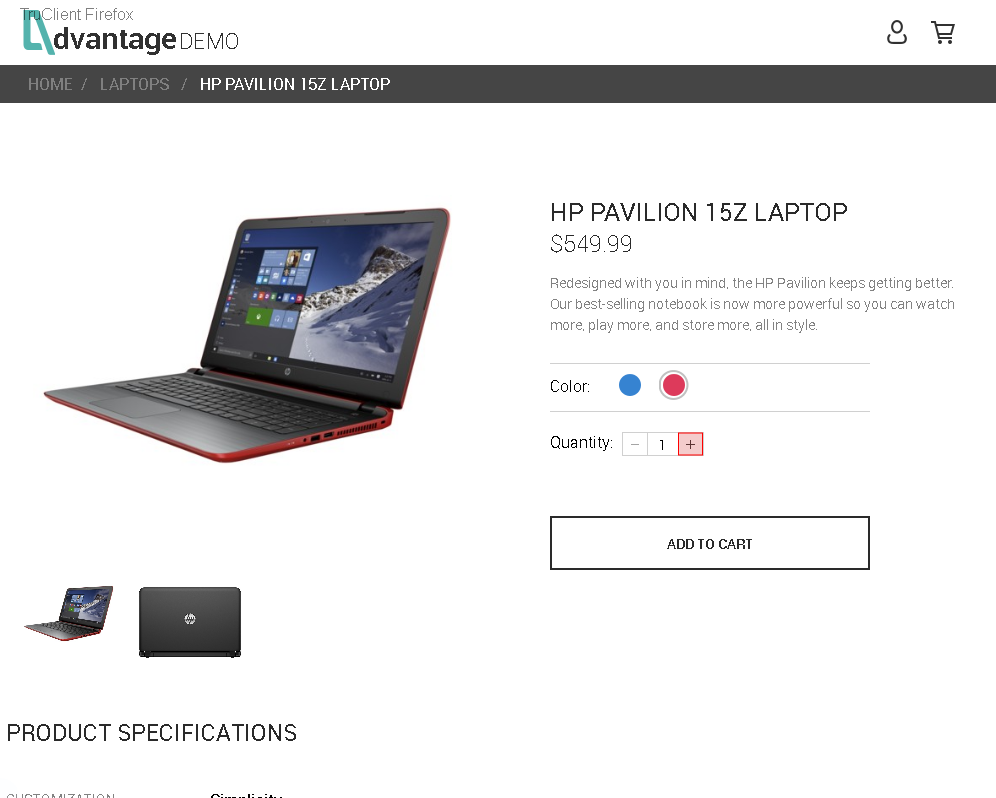 TruClient Firefox
dvantage DEMO
HOME / LAPTOPS / HP PAVILION 15Z LAPTOP
HP PAVILION 15Z LAPTOP
$549.99
Redesigned with you in mind, the HP Pavilion keeps getting better.
Our best-selling notebook is now more powerful so you can watch
more, play more, and store more, all in style.
Color:
Quantity: − 1 +
ADD TO CART
hp
PRODUCT SPECIFICATIONS
CUSTOMIZATION Simplicity